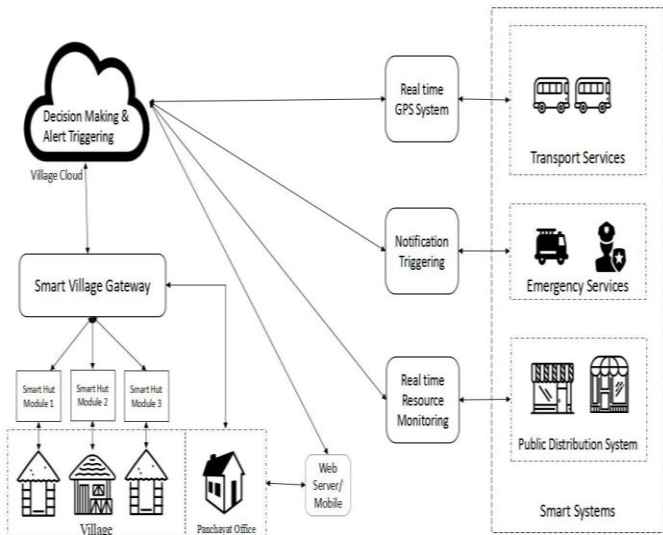 Decision Making &
Alert Triggering
Village Cloud
Real time
GPS System
Transport Services
Notification
Triggering
Emergency Services
Smart Village Gateway
Smart Hut
Module 1
Smart Hut
Module 2
Smart Hut
Module 3
Real time
Resource
Monitoring
Public Distribution System
Village
Panchayat Office
Web
Server/
Mobile
Smart Systems